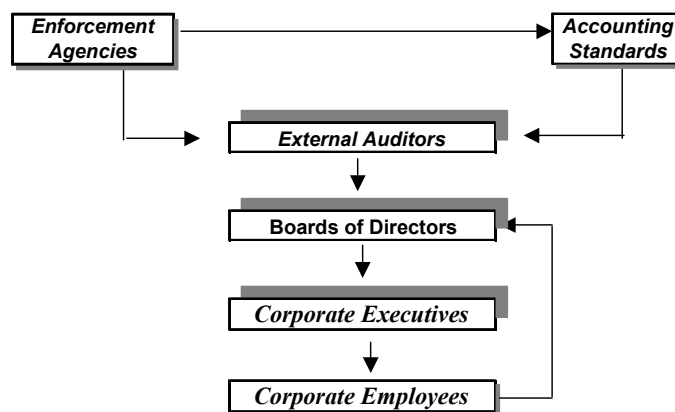 Enforcement
Agencies
Accounting
Standards
External Auditors
Boards of Directors
Corporate Executives
Corporate Employees